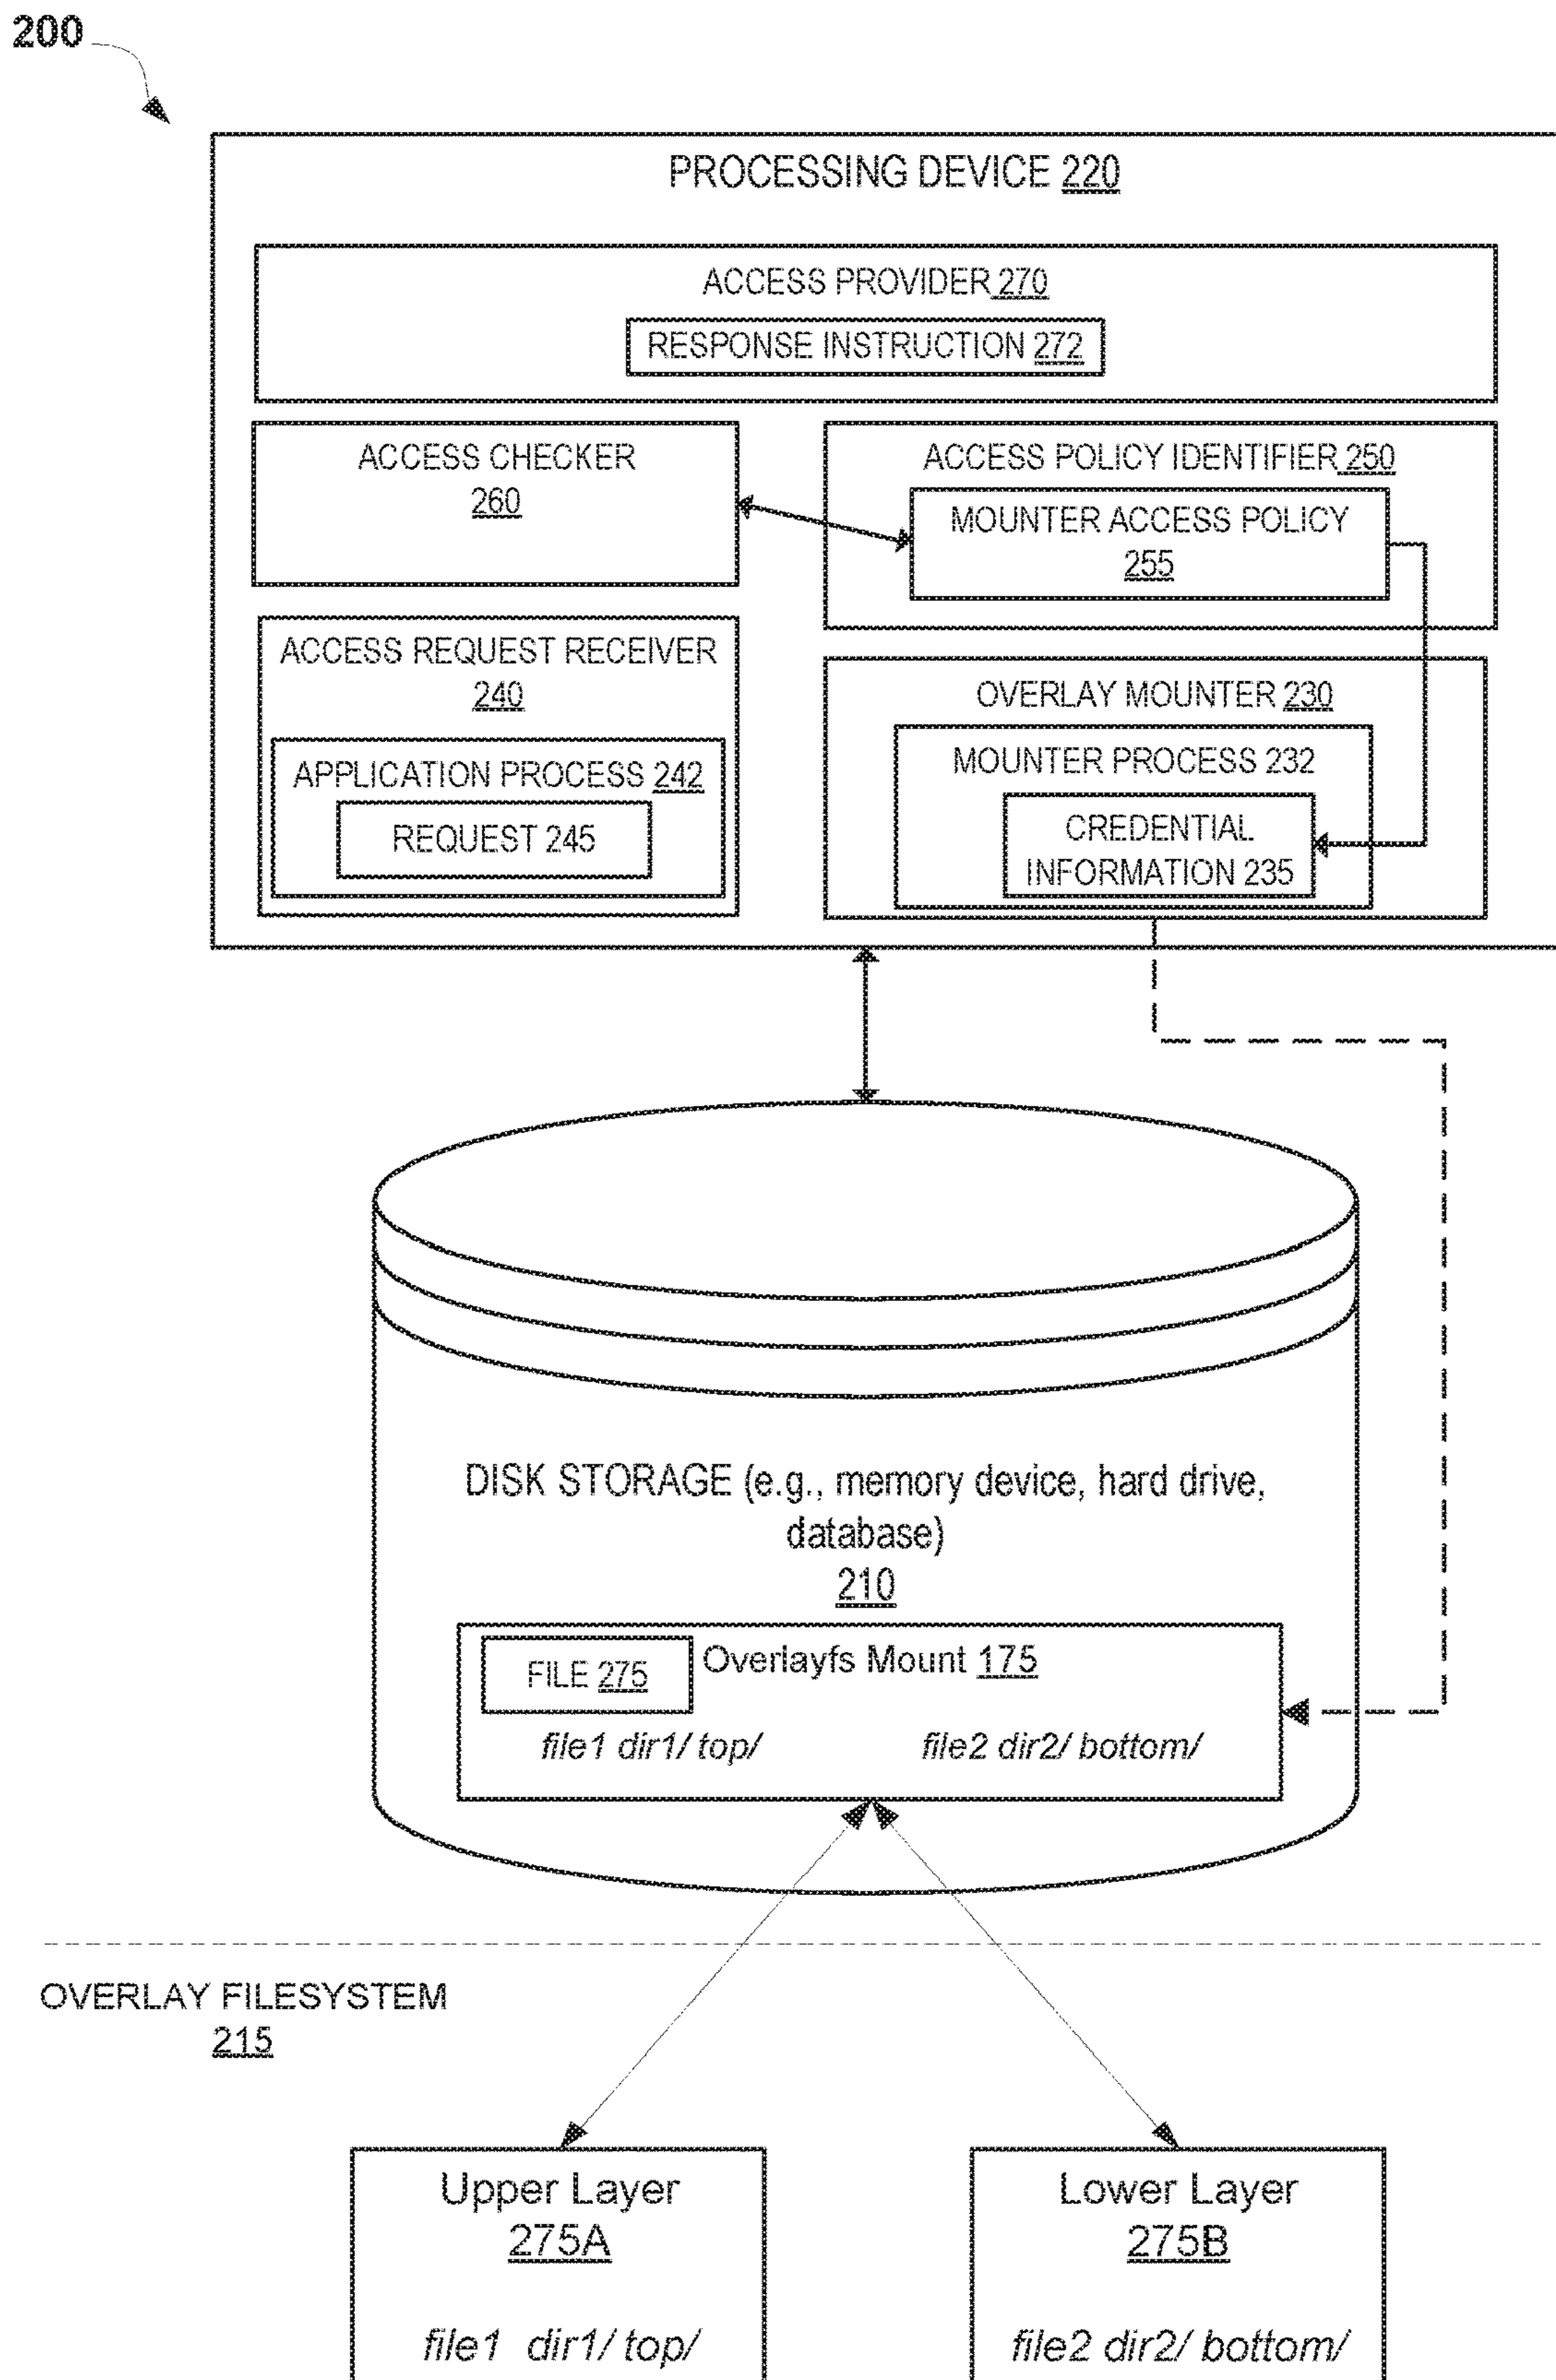 200
PROCESSING DEVICE 220
ACCESS PROVIDER 270
RESPONSE INSTRUCTION 272
ACCESS CHECKER
260
ACCESS POLICY IDENTIFIER 250
MOUNTER ACCESS POLICY
255
ACCESS REQUEST RECEIVER
240
APPLICATION PROCESS 242
REQUEST 245
OVERLAY MOUNTER 230
MOUNTER PROCESS 232
CREDENTIAL
INFORMATION 235
DISK STORAGE (e.g., memory device, hard drive,
database)
210
FILE 275
Overlayfs Mount 175
file1 dir1/ top/
file2 dir2/ bottom/
OVERLAY FILESYSTEM
215
Upper Layer
275A
file1 dir1/ top/
Lower Layer
275B
file2 dir2/ bottom/